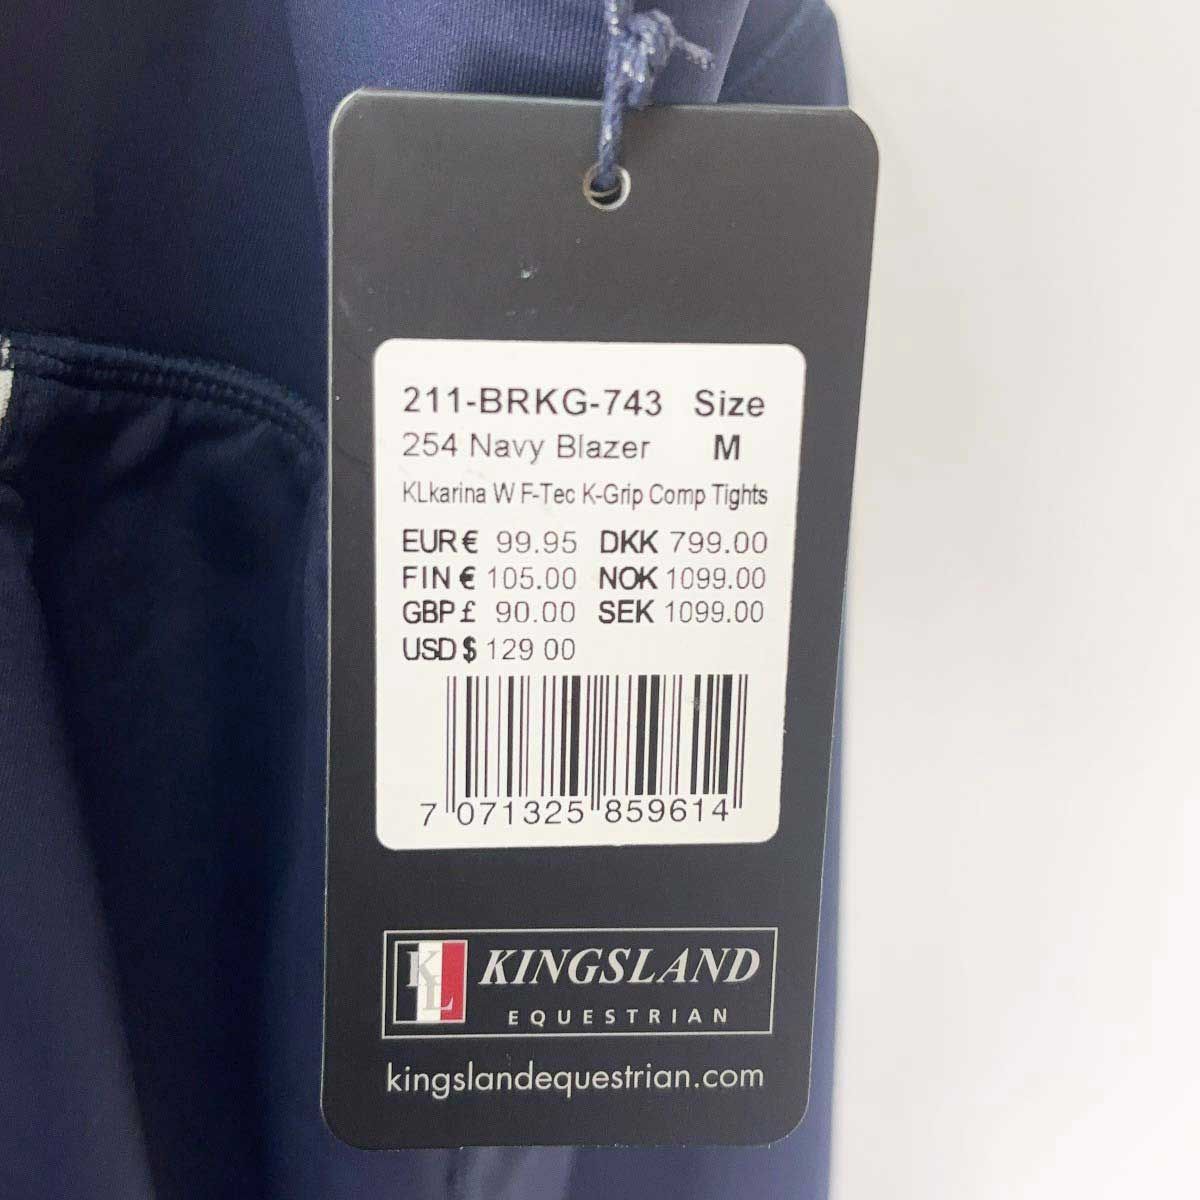 211-BRKG-743 Size
254 Navy Blazer M
KLkarina W F-Tec K-Grip Comp Tights
EUR € 99.95 DKK 799.00
FIN € 105.00 NOK 1099.00
GBP £ 90.00 SEK 1099.00
USD $ 129 00
7 071325 859614
KL KINGSLAND
EQUESTRIAN
kingslandequestrian.com